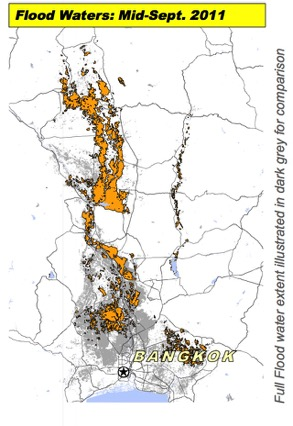 Flood Waters: Mid-Sept. 2011
Full Flood water extent illustrated in dark grey for comparison
BANGKOK